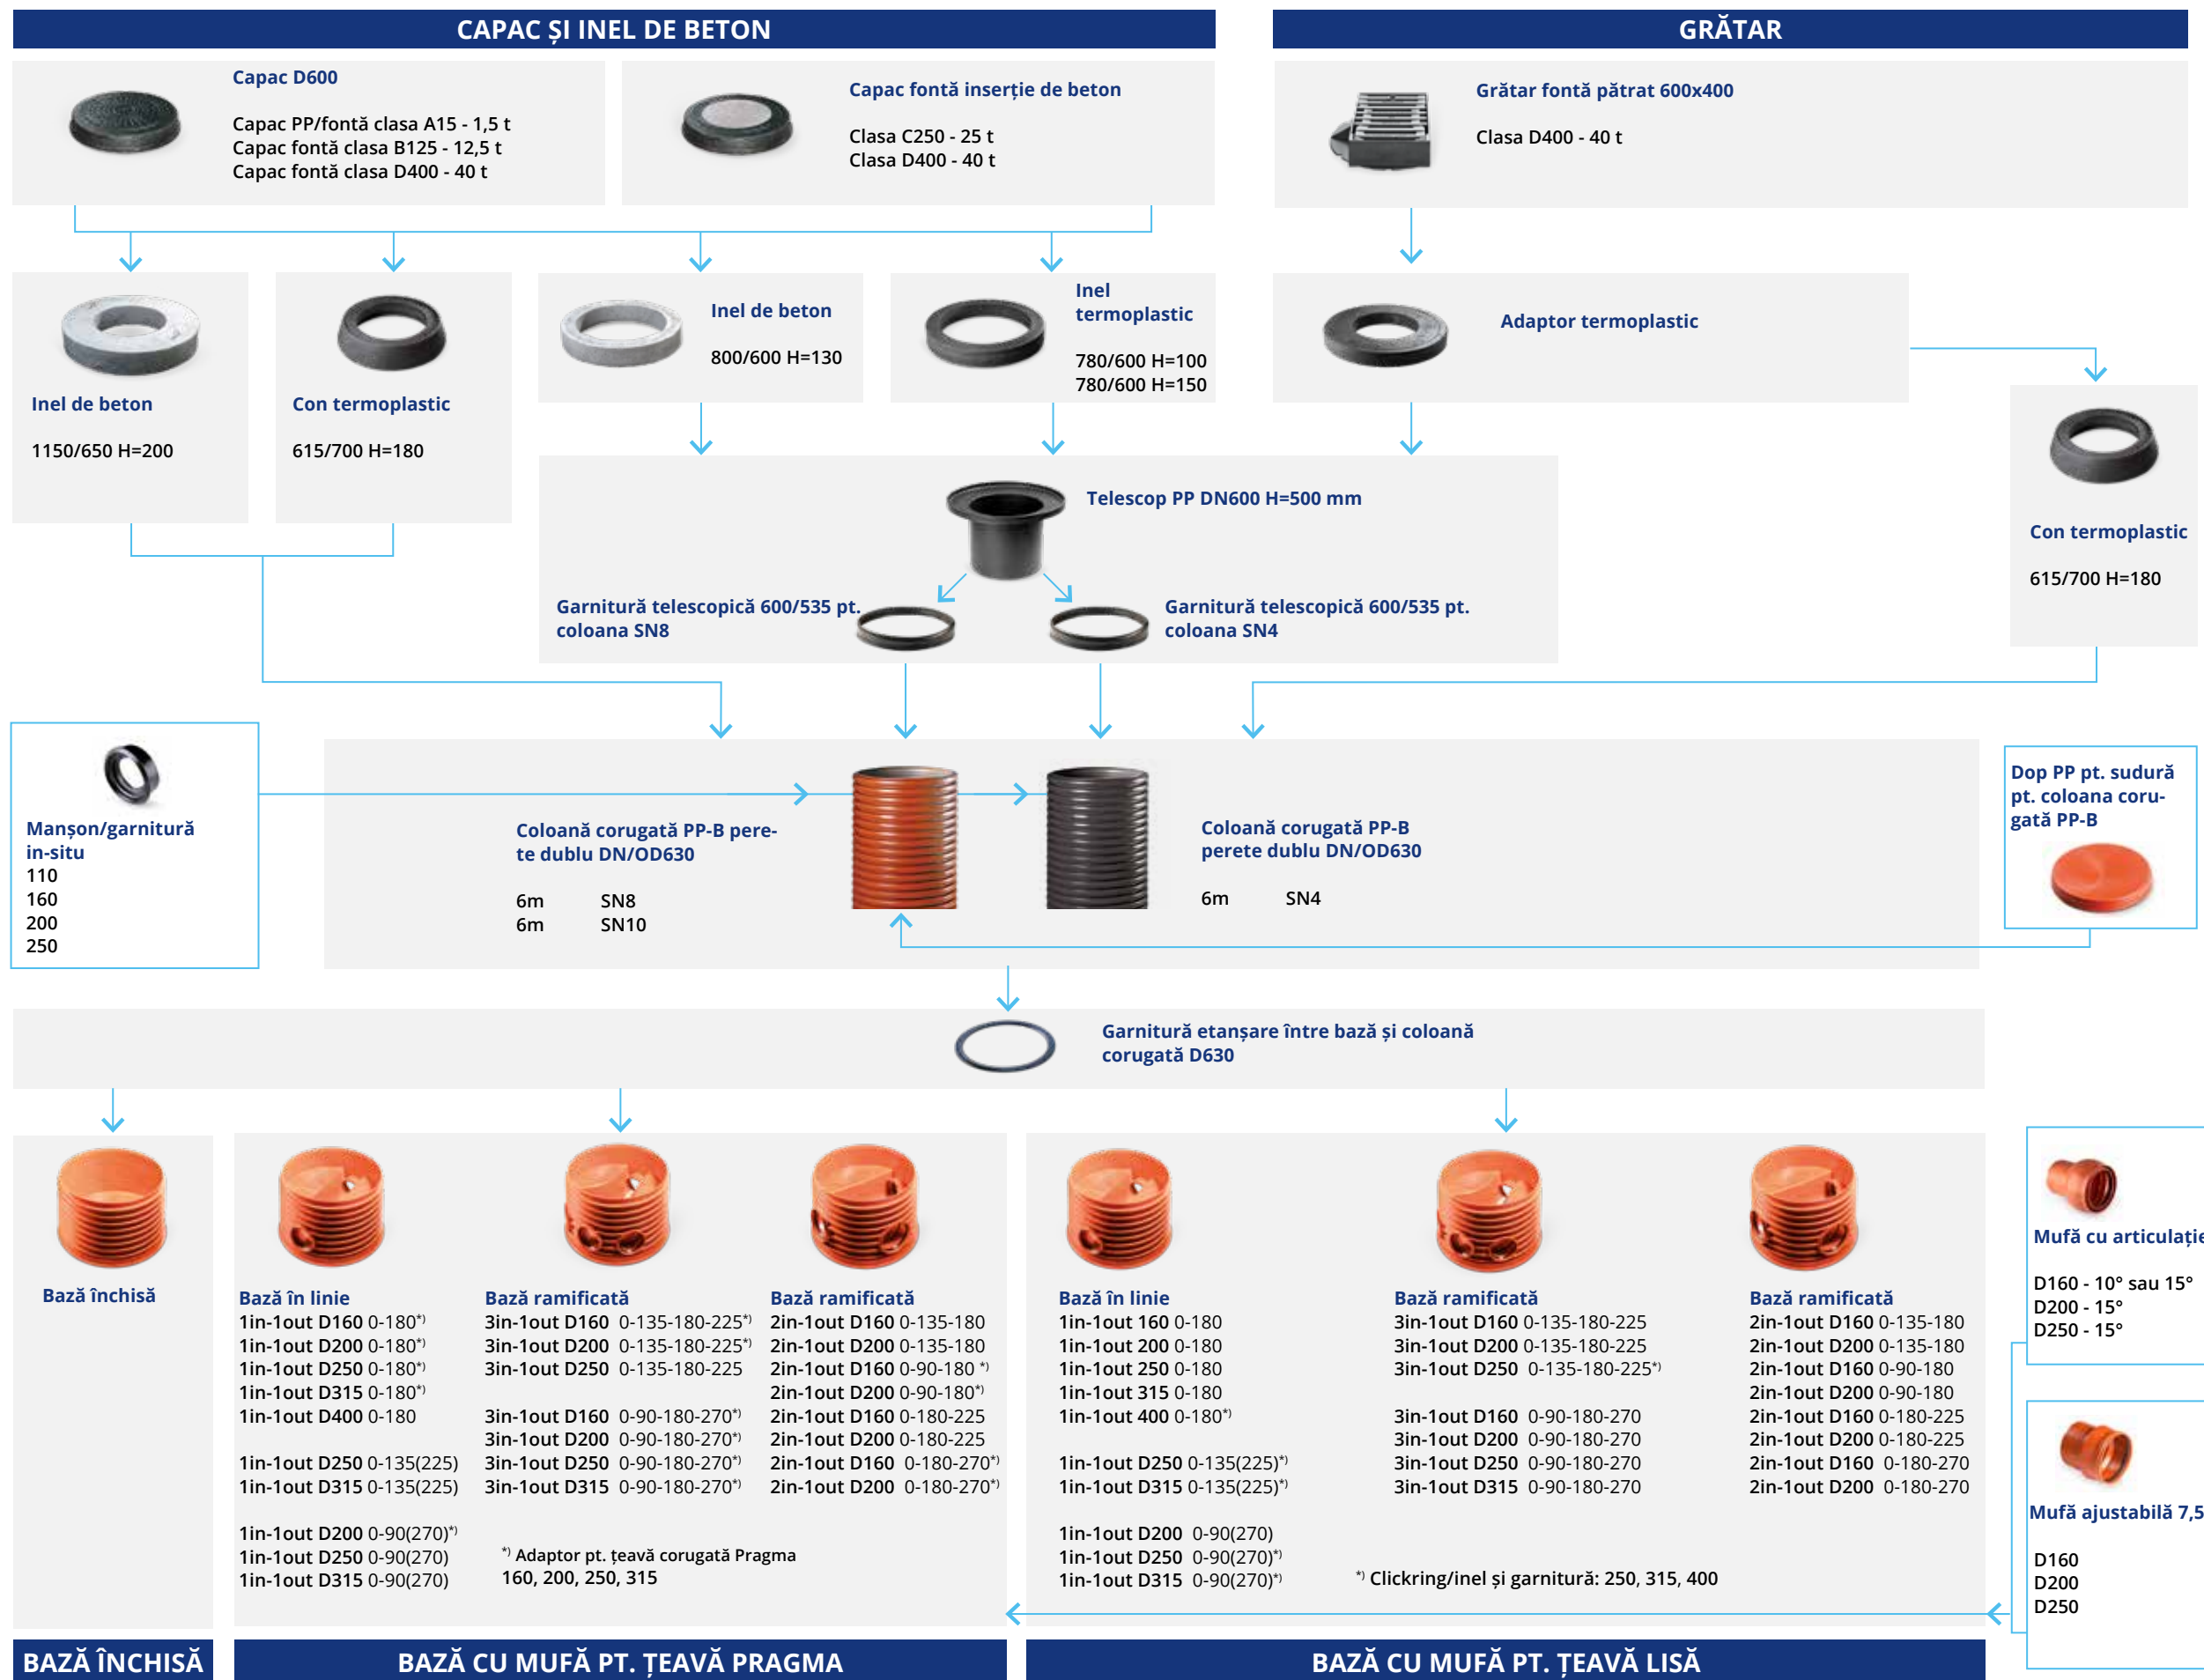 CAPAC ȘI INEL DE BETON
GRĂTAR
Capac D600
Capac PP/fontă clasa A15 - 1,5 t
Capac fontă clasa B125 - 12,5 t
Capac fontă clasa D400 - 40 t
Capac fontă inserție de beton
Clasa C250 - 25 t
Clasa D400 - 40 t
Grătar fontă pătrat 600x400
Clasa D400 - 40 t
Inel de beton
1150/650 H=200
Con termoplastic
615/700 H=180
Inel de beton
800/600 H=130
Inel
termoplastic
780/600 H=100
780/600 H=150
Adaptor termoplastic
Con termoplastic
615/700 H=180
Telescop PP DN600 H=500 mm
Garnitură telescopică 600/535 pt.
coloana SN8
Garnitură telescopică 600/535 pt.
coloana SN4
Manșon/garnitură
in-situ
110
160
200
250
Coloană corugată PP-B pere-
te dublu DN/OD630
6m SN8
6m SN10
Coloană corugată PP-B
perete dublu DN/OD630
6m SN4
Dop PP pt. sudură
pt. coloana coru-
gată PP-B
Garnitură etanșare între bază și coloană
corugată D630
Bază închisă
Bază în linie
1in-1out D160 0-180*)
1in-1out D200 0-180*)
1in-1out D250 0-180*)
1in-1out D315 0-180*)
1in-1out D400 0-180
1in-1out D250 0-135(225)
1in-1out D315 0-135(225)
1in-1out D200 0-90(270)*)
1in-1out D250 0-90(270)
1in-1out D315 0-90(270)
Bază ramificată
3in-1out D160 0-135-180-225*)
3in-1out D200 0-135-180-225*)
3in-1out D250 0-135-180-225
3in-1out D160 0-90-180-270*)
3in-1out D200 0-90-180-270*)
3in-1out D250 0-90-180-270*)
3in-1out D315 0-90-180-270*)
Bază ramificată
2in-1out D160 0-135-180
2in-1out D200 0-135-180
2in-1out D160 0-90-180 *)
2in-1out D200 0-90-180*)
2in-1out D160 0-180-225
2in-1out D200 0-180-225
2in-1out D160 0-180-270*)
2in-1out D200 0-180-270*)
*) Adaptor pt. țeavă corugată Pragma
160, 200, 250, 315
Bază în linie
1in-1out 160 0-180
1in-1out 200 0-180
1in-1out 250 0-180
1in-1out 315 0-180
1in-1out 400 0-180*)
1in-1out D250 0-135(225)*)
1in-1out D315 0-135(225)*)
1in-1out D200 0-90(270)
1in-1out D250 0-90(270)*)
1in-1out D315 0-90(270)*)
Bază ramificată
3in-1out D160 0-135-180-225
3in-1out D200 0-135-180-225
3in-1out D250 0-135-180-225*)
3in-1out D160 0-90-180-270
3in-1out D200 0-90-180-270
3in-1out D250 0-90-180-270
3in-1out D315 0-90-180-270
Bază ramificată
2in-1out D160 0-135-180
2in-1out D200 0-135-180
2in-1out D160 0-90-180
2in-1out D200 0-90-180
2in-1out D160 0-180-225
2in-1out D200 0-180-225
2in-1out D160 0-180-270
2in-1out D200 0-180-270
*) Clickring/inel și garnitură: 250, 315, 400
Mufă cu articulație
D160 - 10° sau 15°
D200 - 15°
D250 - 15°
Mufă ajustabilă 7,5
D160
D200
D250
BAZĂ ÎNCHISĂ
BAZĂ CU MUFĂ PT. ȚEAVĂ PRAGMA
BAZĂ CU MUFĂ PT. ȚEAVĂ LISĂ